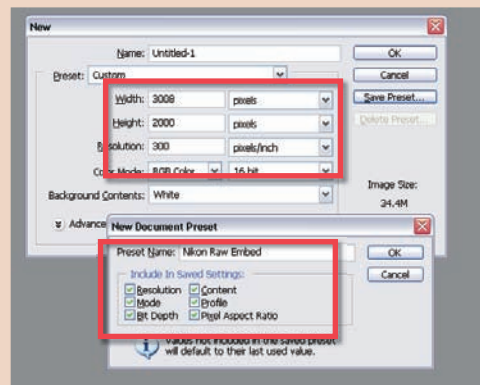 New
Name: Untitled-1
OK
Preset: Custom
Cancel
Width: 3008 pixels
Save Preset...
Height: 2000 pixels
Delete Preset...
Resolution: 300 pixels/inch
Color Mode: RGB Color 16 bit
Image Size:
Background Contents: White
34.4M
Advance
New Document Preset
Preset Name: Nikon Raw Embed
OK
Include In Saved Settings:
Cancel
Resolution Content
Mode Profile
Bit Depth Pixel Aspect Ratio
Values not included in the saved preset
will default to their last used value.